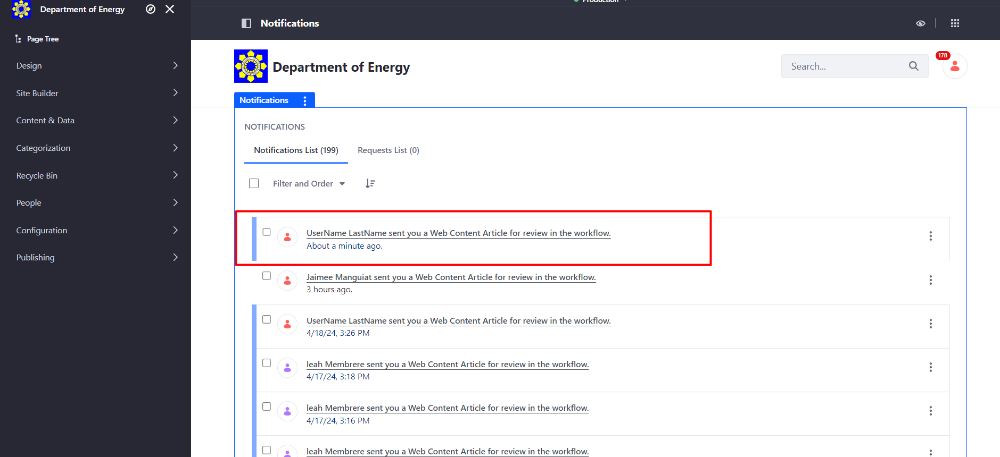 Department of Energy
Page Tree
Design
Site Builder
Content & Data
Categorization
Recycle Bin
People
Configuration
Publishing
Production
Notifications
Department of Energy
Search...
178
Notifications
NOTIFICATIONS
Notifications List (199)
Requests List (0)
Filter and Order
UserName LastName sent you a Web Content Article for review in the workflow.
About a minute ago.
Jaimee Manguiat sent you a Web Content Article for review in the workflow.
3 hours ago.
UserName LastName sent you a Web Content Article for review in the workflow.
4/18/24, 3:26 PM
leah Membrere sent you a Web Content Article for review in the workflow.
4/17/24, 3:18 PM
leah Membrere sent you a Web Content Article for review in the workflow.
4/17/24, 3:16 PM
leah Membrere sent you a Web Content Article for review in the workflow.